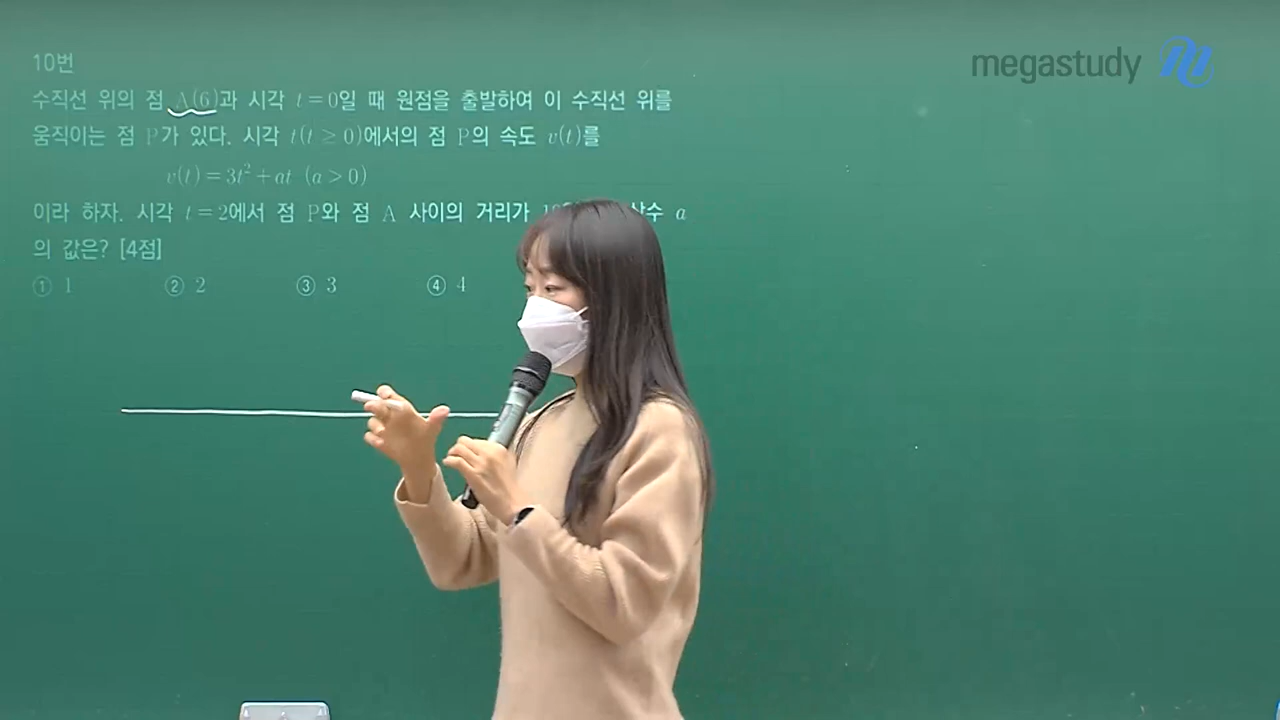 megastudy
10번
수직선 위의 점 A(6)과 시각 t=0일 때 원점을 출발하여 이 수직선 위를
움직이는 점 P가 있다. 시각 t(t ≥ 0)에서의 점 P의 속도 v(t)를
v(t)=3t²+at (a>0)
이라 하자. 시각 t=2에서 점 P와 점 A 사이의 거리가 상수 a
의 값은? [4점]
① 1 ② 2 ③ 3 ④ 4